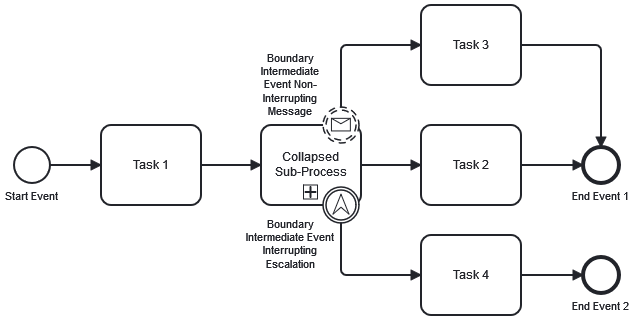 Task 3
Boundary
Intermediate
Event Non-
Interrupting
Message
Start Event
Task 1
Collapsed
Sub-Process
Task 2
End Event 1
Boundary
Intermediate Event
Interrupting
Escalation
Task 4
End Event 2